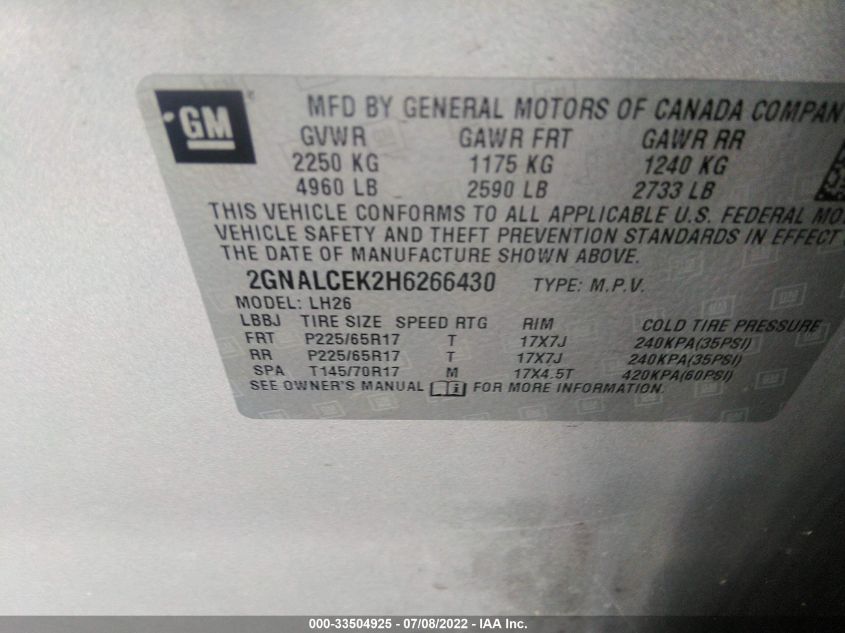 GM
MFD BY GENERAL MOTORS OF CANADA COMPAN
GVWR GAWR FRT GAWR RR
2250 KG 1175 KG 1240 KG
4960 LB 2590 LB 2733 LB
THIS VEHICLE CONFORMS TO ALL APPLICABLE U.S. FEDERAL MO
VEHICLE SAFETY AND THEFT PREVENTION STANDARDS IN EFFECT
THE DATE OF MANUFACTURE SHOWN ABOVE.
2GNALCEK2H6266430 TYPE: M.P.V.
MODEL: LH26
LBBJ TIRE SIZE SPEED RTG RIM COLD TIRE PRESSURE
FRT P225/65R17 T 17X7J 240KPA(35PSI)
RR P225/65R17 T 17X7J 240KPA(35PSI)
SPA T145/70R17 M 17X4.5T 420KPA(60PSI)
SEE OWNER'S MANUAL FOR MORE INFORMATION.
000-33504925 - 07/08/2022 - IAA Inc.